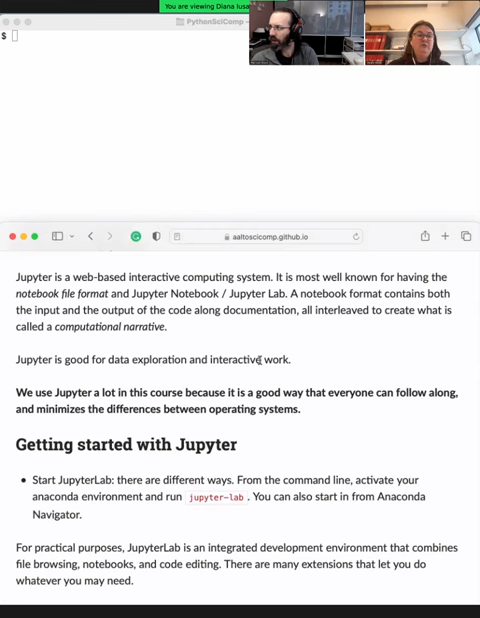 You are viewing Diana Iusa
PythonSciComp —
$
aaltoscicomp.github.io
Jupyter is a web-based interactive computing system. It is most well known for having the
notebook file format and Jupyter Notebook / Jupyter Lab. A notebook format contains both
the input and the output of the code along documentation, all interleaved to create what is
called a computational narrative.
Jupyter is good for data exploration and interactive work.
We use Jupyter a lot in this course because it is a good way that everyone can follow along,
and minimizes the differences between operating systems.
Getting started with Jupyter
• Start JupyterLab: there are different ways. From the command line, activate your
anaconda environment and run jupyter-lab . You can also start in from Anaconda
Navigator.
For practical purposes, JupyterLab is an integrated development environment that combines
file browsing, notebooks, and code editing. There are many extensions that let you do
whatever you may need.